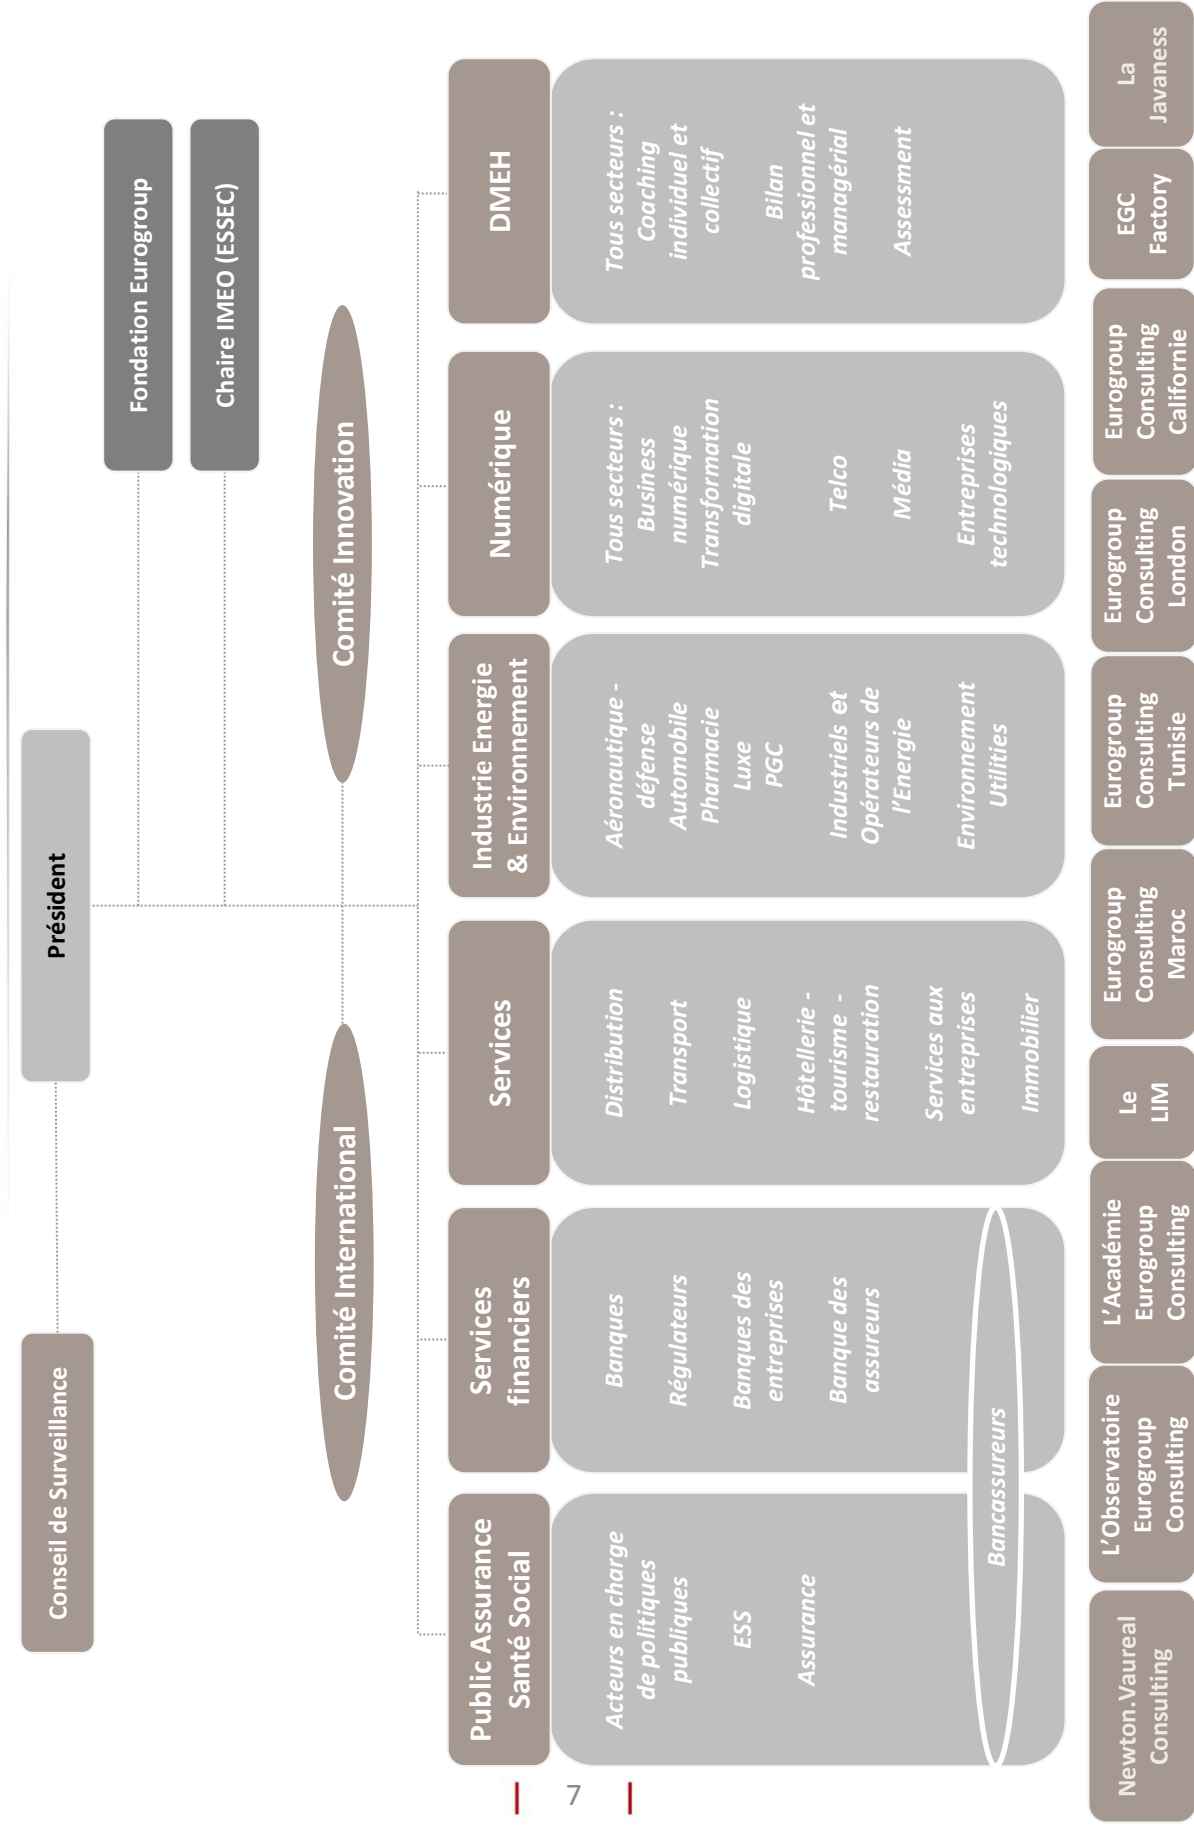 Président
Conseil de Surveillance
Fondation Eurogroup
Chaire IMEO (ESSEC)
Comité International
Comité Innovation
Public Assurance
Santé Social
Acteurs en charge
de politiques
publiques
ESS
Assurance
Services
financiers
Banques
Régulateurs
Banques des
entreprises
Banque des
assureurs
Bancassureurs
Services
Distribution
Transport
Logistique
Hôtellerie -
tourisme -
restauration
Services aux
entreprises
Immobilier
Industrie Energie
& Environnement
Aéronautique -
défense
Automobile
Pharmacie
Luxe
PGC
Industriels et
Opérateurs de
l'Energie
Environnement
Utilities
Numérique
Tous secteurs :
Business
numérique
Transformation
digitale
Telco
Média
Entreprises
technologiques
DMEH
Tous secteurs :
Coaching
individuel et
collectif
Bilan
professionnel et
managérial
Assessment
Newton.Vaureal
Consulting
L'Observatoire
Eurogroup
Consulting
L'Académie
Eurogroup
Consulting
Le
LIM
Eurogroup
Consulting
Maroc
Eurogroup
Consulting
Tunisie
Eurogroup
Consulting
London
Eurogroup
Consulting
Californie
EGC
Factory
La
Javaness
7